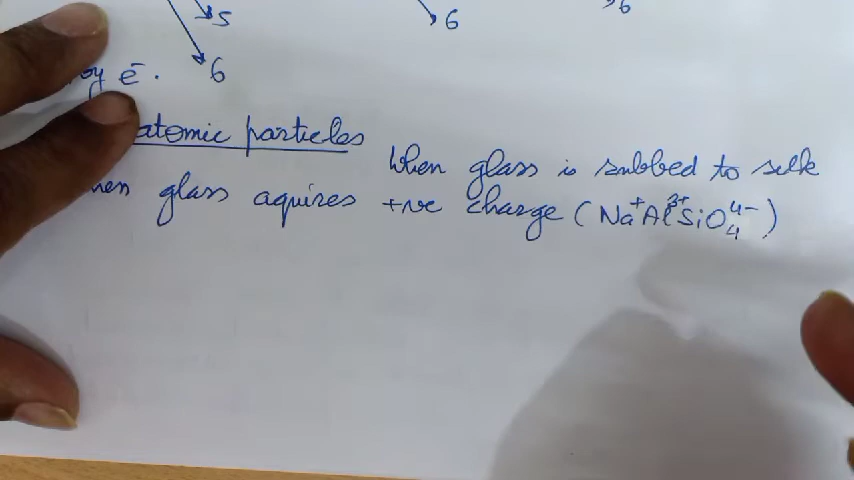 5
6
6
6
e⁻.
atomic particles
When glass is rubbed to silk
glass aquires +ve charge (Na⁺Al³⁺SiO₄⁴⁻)